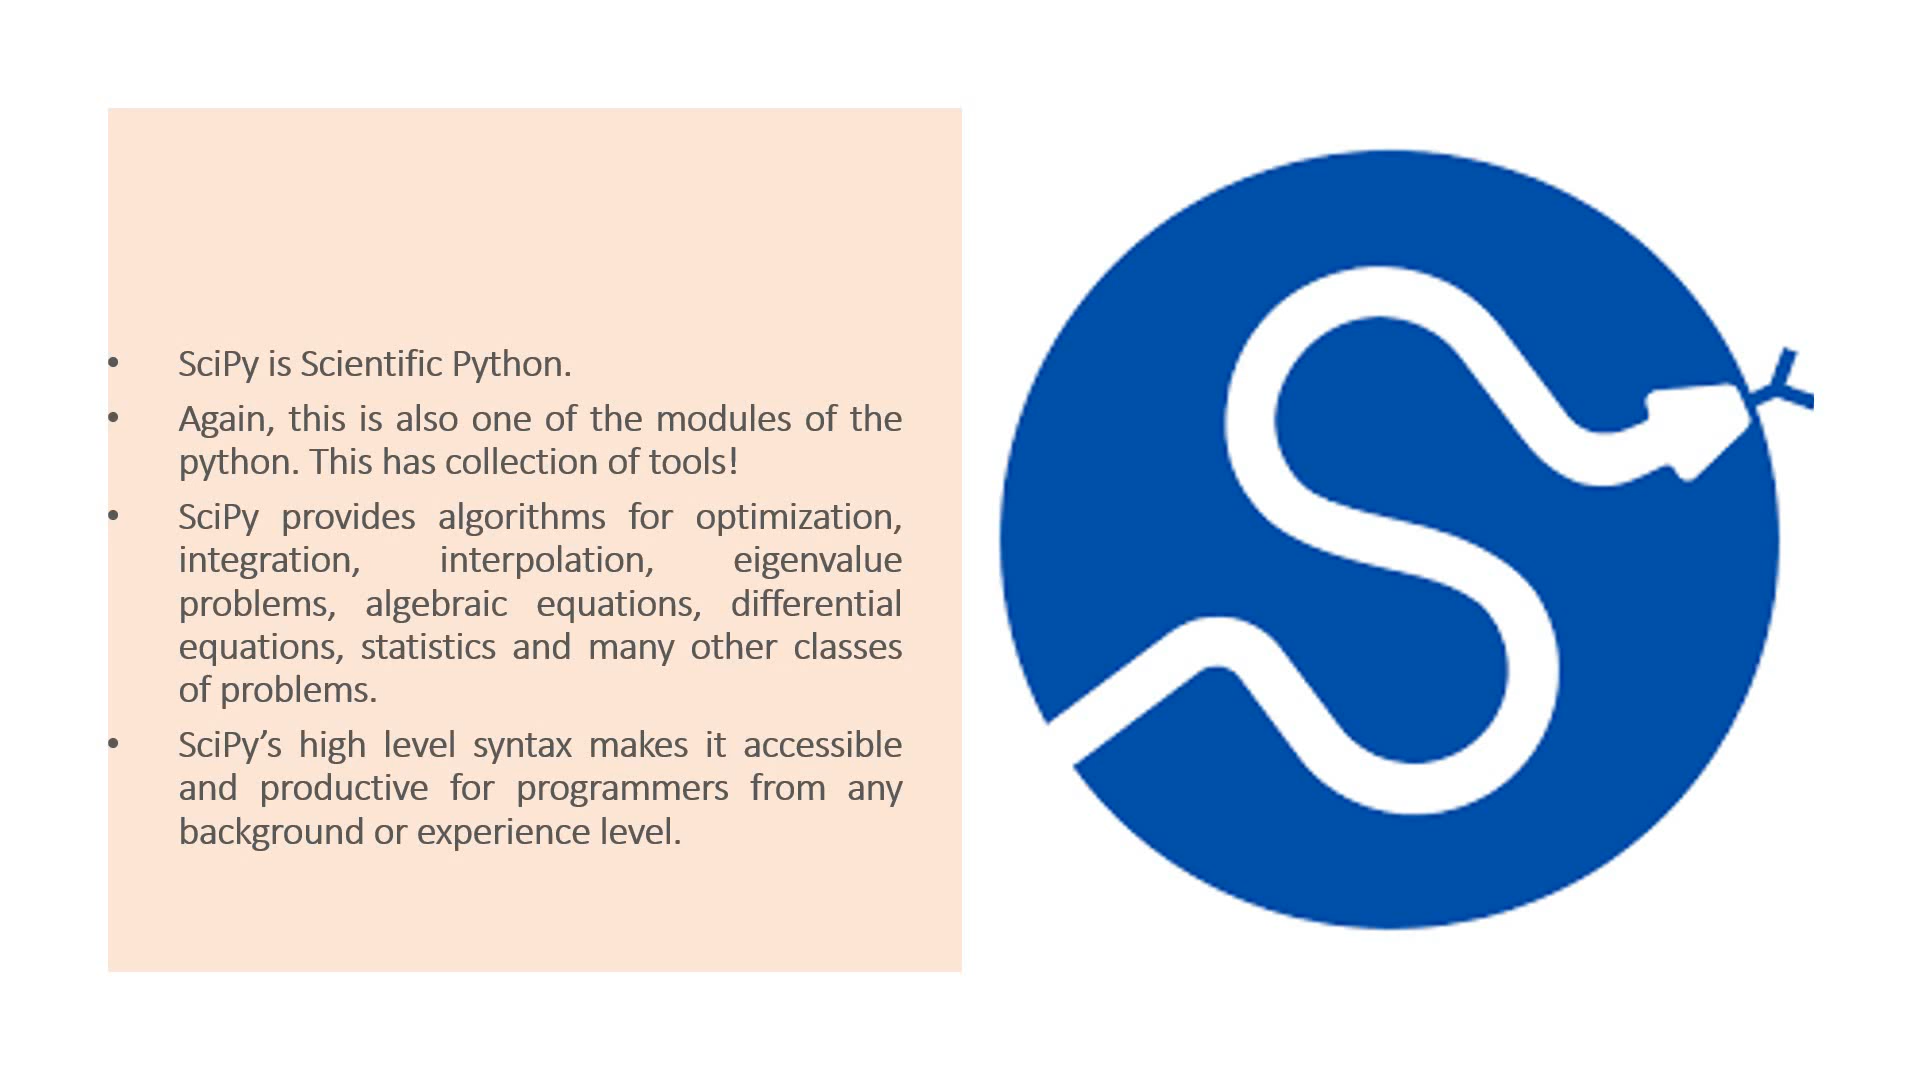 • SciPy is Scientific Python.
• Again, this is also one of the modules of the
python. This has collection of tools!
• SciPy provides algorithms for optimization,
integration, interpolation, eigenvalue
problems, algebraic equations, differential
equations, statistics and many other classes
of problems.
• SciPy’s high level syntax makes it accessible
and productive for programmers from any
background or experience level.